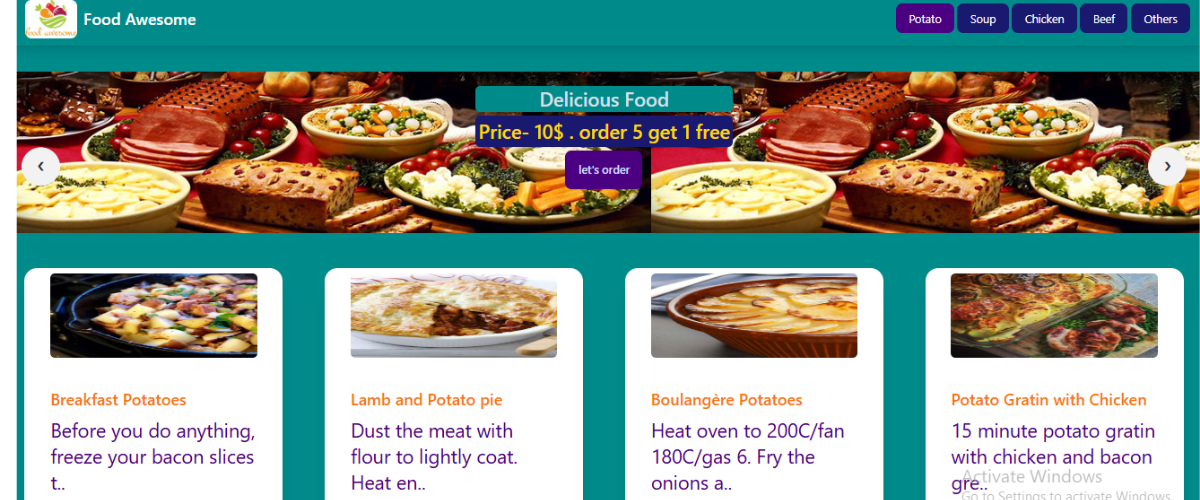 food awesome
Food Awesome
Potato
Soup
Chicken
Beef
Others
Delicious Food
Price- 10$ . order 5 get 1 free
let's order
Breakfast Potatoes
Before you do anything,
freeze your bacon slices
t..
Lamb and Potato pie
Dust the meat with
flour to lightly coat.
Heat en..
Boulangère Potatoes
Heat oven to 200C/fan
180C/gas 6. Fry the
onions a..
Potato Gratin with Chicken
15 minute potato gratin
with chicken and bacon
gre..
Activate Windows
Go to Settings to activate Windows.